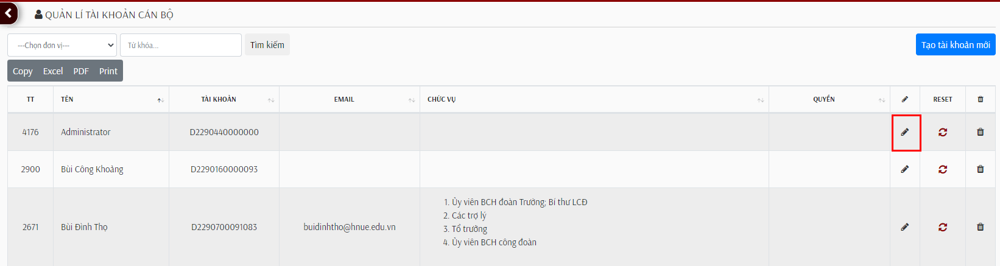 QUẢN LÍ TÀI KHOẢN CÁN BỘ
---Chọn đơn vị--- Từ khóa... Tìm kiếm Tạo tài khoản mới
Copy Excel PDF Print
TT TÊN TÀI KHOẢN EMAIL CHỨC VỤ QUYỀN RESET
4176 Administrator D2290440000000
2900 Bùi Công Khoảng D2290160000093
1. Ủy viên BCH đoàn Trường; Bí thư LCĐ
2. Các trợ lý
2671 Bùi Đình Thọ D2290700091083 buidinhtho@hnue.edu.vn
3. Tổ trưởng
4. Ủy viên BCH công đoàn